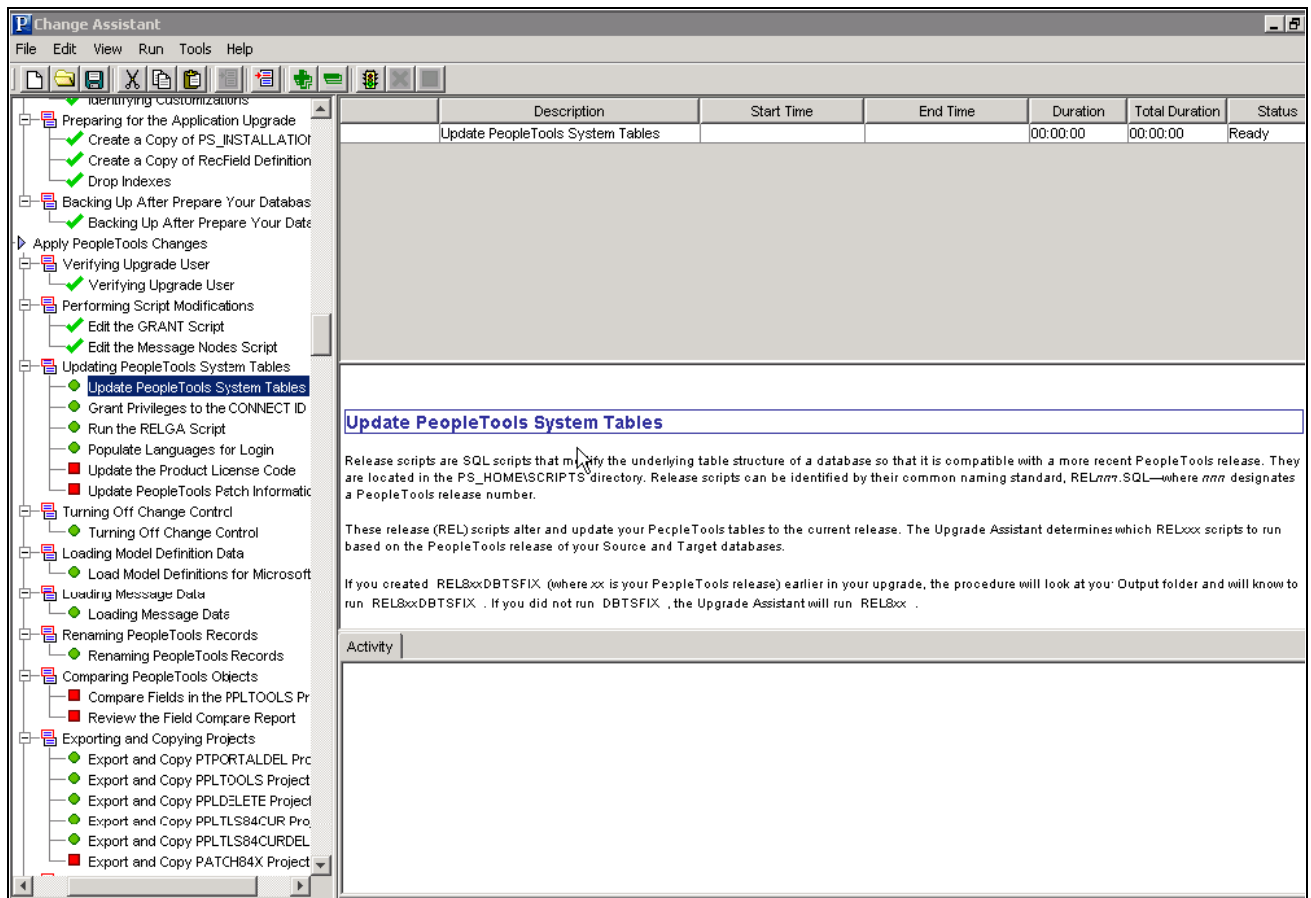 Change Assistant
File Edit View Run Tools Help
Identifying Customizations
Preparing for the Application Upgrade
Create a Copy of PS_INSTALLATION
Create a Copy of RecField Definition
Drop Indexes
Backing Up After Prepare Your Databas
Backing Up After Prepare Your Data
Apply PeopleTools Changes
Verifying Upgrade User
Verifying Upgrade User
Performing Script Modifications
Edit the GRANT Script
Edit the Message Nodes Script
Updating PeopleTools System Tables
Update PeopleTools System Tables
Grant Privileges to the CONNECT ID
Run the RELGA Script
Populate Languages for Login
Update the Product License Code
Update PeopleTools Patch Informatic
Turning Off Change Control
Turning Off Change Control
Loading Model Definition Data
Load Model Definitions for Microsoft
Loading Message Data
Loading Message Data
Renaming PeopleTools Records
Renaming PeopleTools Records
Comparing PeopleTools Objects
Compare Fields in the PPLTOOLS Pr
Review the Field Compare Report
Exporting and Copying Projects
Export and Copy PTPORTALDEL Pro
Export and Copy PPLTOOLS Project
Export and Copy PPLDELETE Project
Export and Copy PPLTLS84CUR Proj
Export and Copy PPLTLS84CURDEL
Export and Copy PATCH84X Project
Description Start Time End Time Duration Total Duration Status
Update PeopleTools System Tables 00:00:00 00:00:00 Ready
Update PeopleTools System Tables
Release scripts are SQL scripts that modify the underlying table structure of a database so that it is compatible with a more recent PeopleTools release. They
are located in the PS_HOME\SCRIPTS directory. Release scripts can be identified by their common naming standard, RELnnn.SQL—where nnn designates
a PeopleTools release number.
These release (REL) scripts alter and update your PeopleTools tables to the current release. The Upgrade Assistant determines which RELxxx scripts to run
based on the PeopleTools release of your Source and Target databases.
If you created REL8xxDBTSFIX (where xx is your PeopleTools release) earlier in your upgrade, the procedure will look at your Output folder and will know to
run REL8xxDBTSFIX . If you did not run DBTSFIX , the Upgrade Assistant will run REL8xx .
Activity